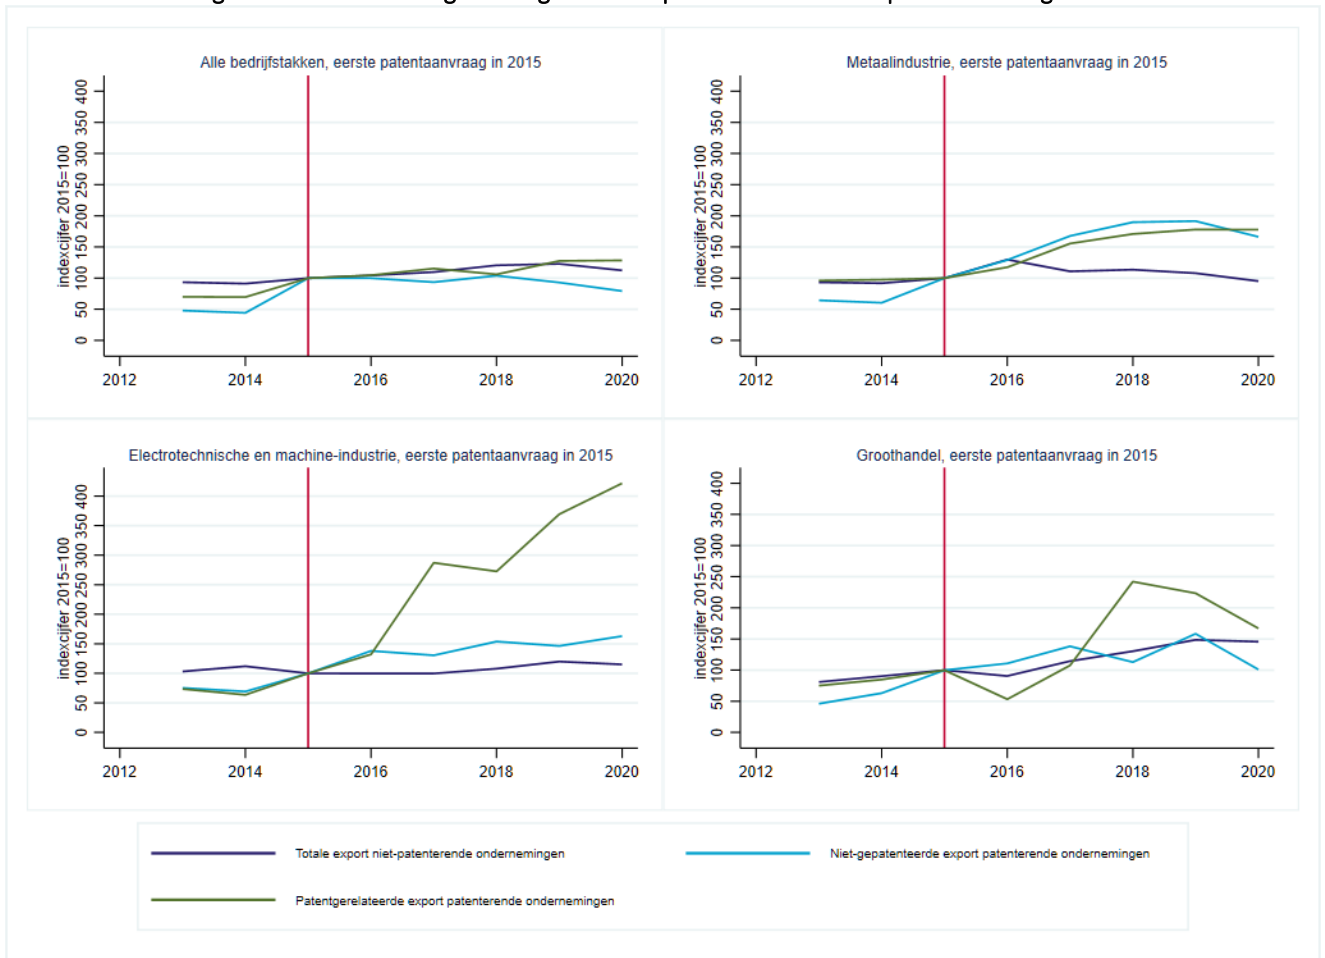 Alle bedrijfstakken, eerste patentaanvraag in 2015
indexcijfer 2015=100
0 50 100 150 200 250 300 350 400
2012 2014 2016 2018 2020
Metaalindustrie, eerste patentaanvraag in 2015
indexcijfer 2015=100
0 50 100 150 200 250 300 350 400
2012 2014 2016 2018 2020
Electrotechnische en machine-industrie, eerste patentaanvraag in 2015
indexcijfer 2015=100
0 50 100 150 200 250 300 350 400
2012 2014 2016 2018 2020
Groothandel, eerste patentaanvraag in 2015
indexcijfer 2015=100
0 50 100 150 200 250 300 350 400
2012 2014 2016 2018 2020
Totale export niet-patenterende ondernemingen
Niet-gepatenteerde export patenterende ondernemingen
Patentgerelateerde export patenterende ondernemingen